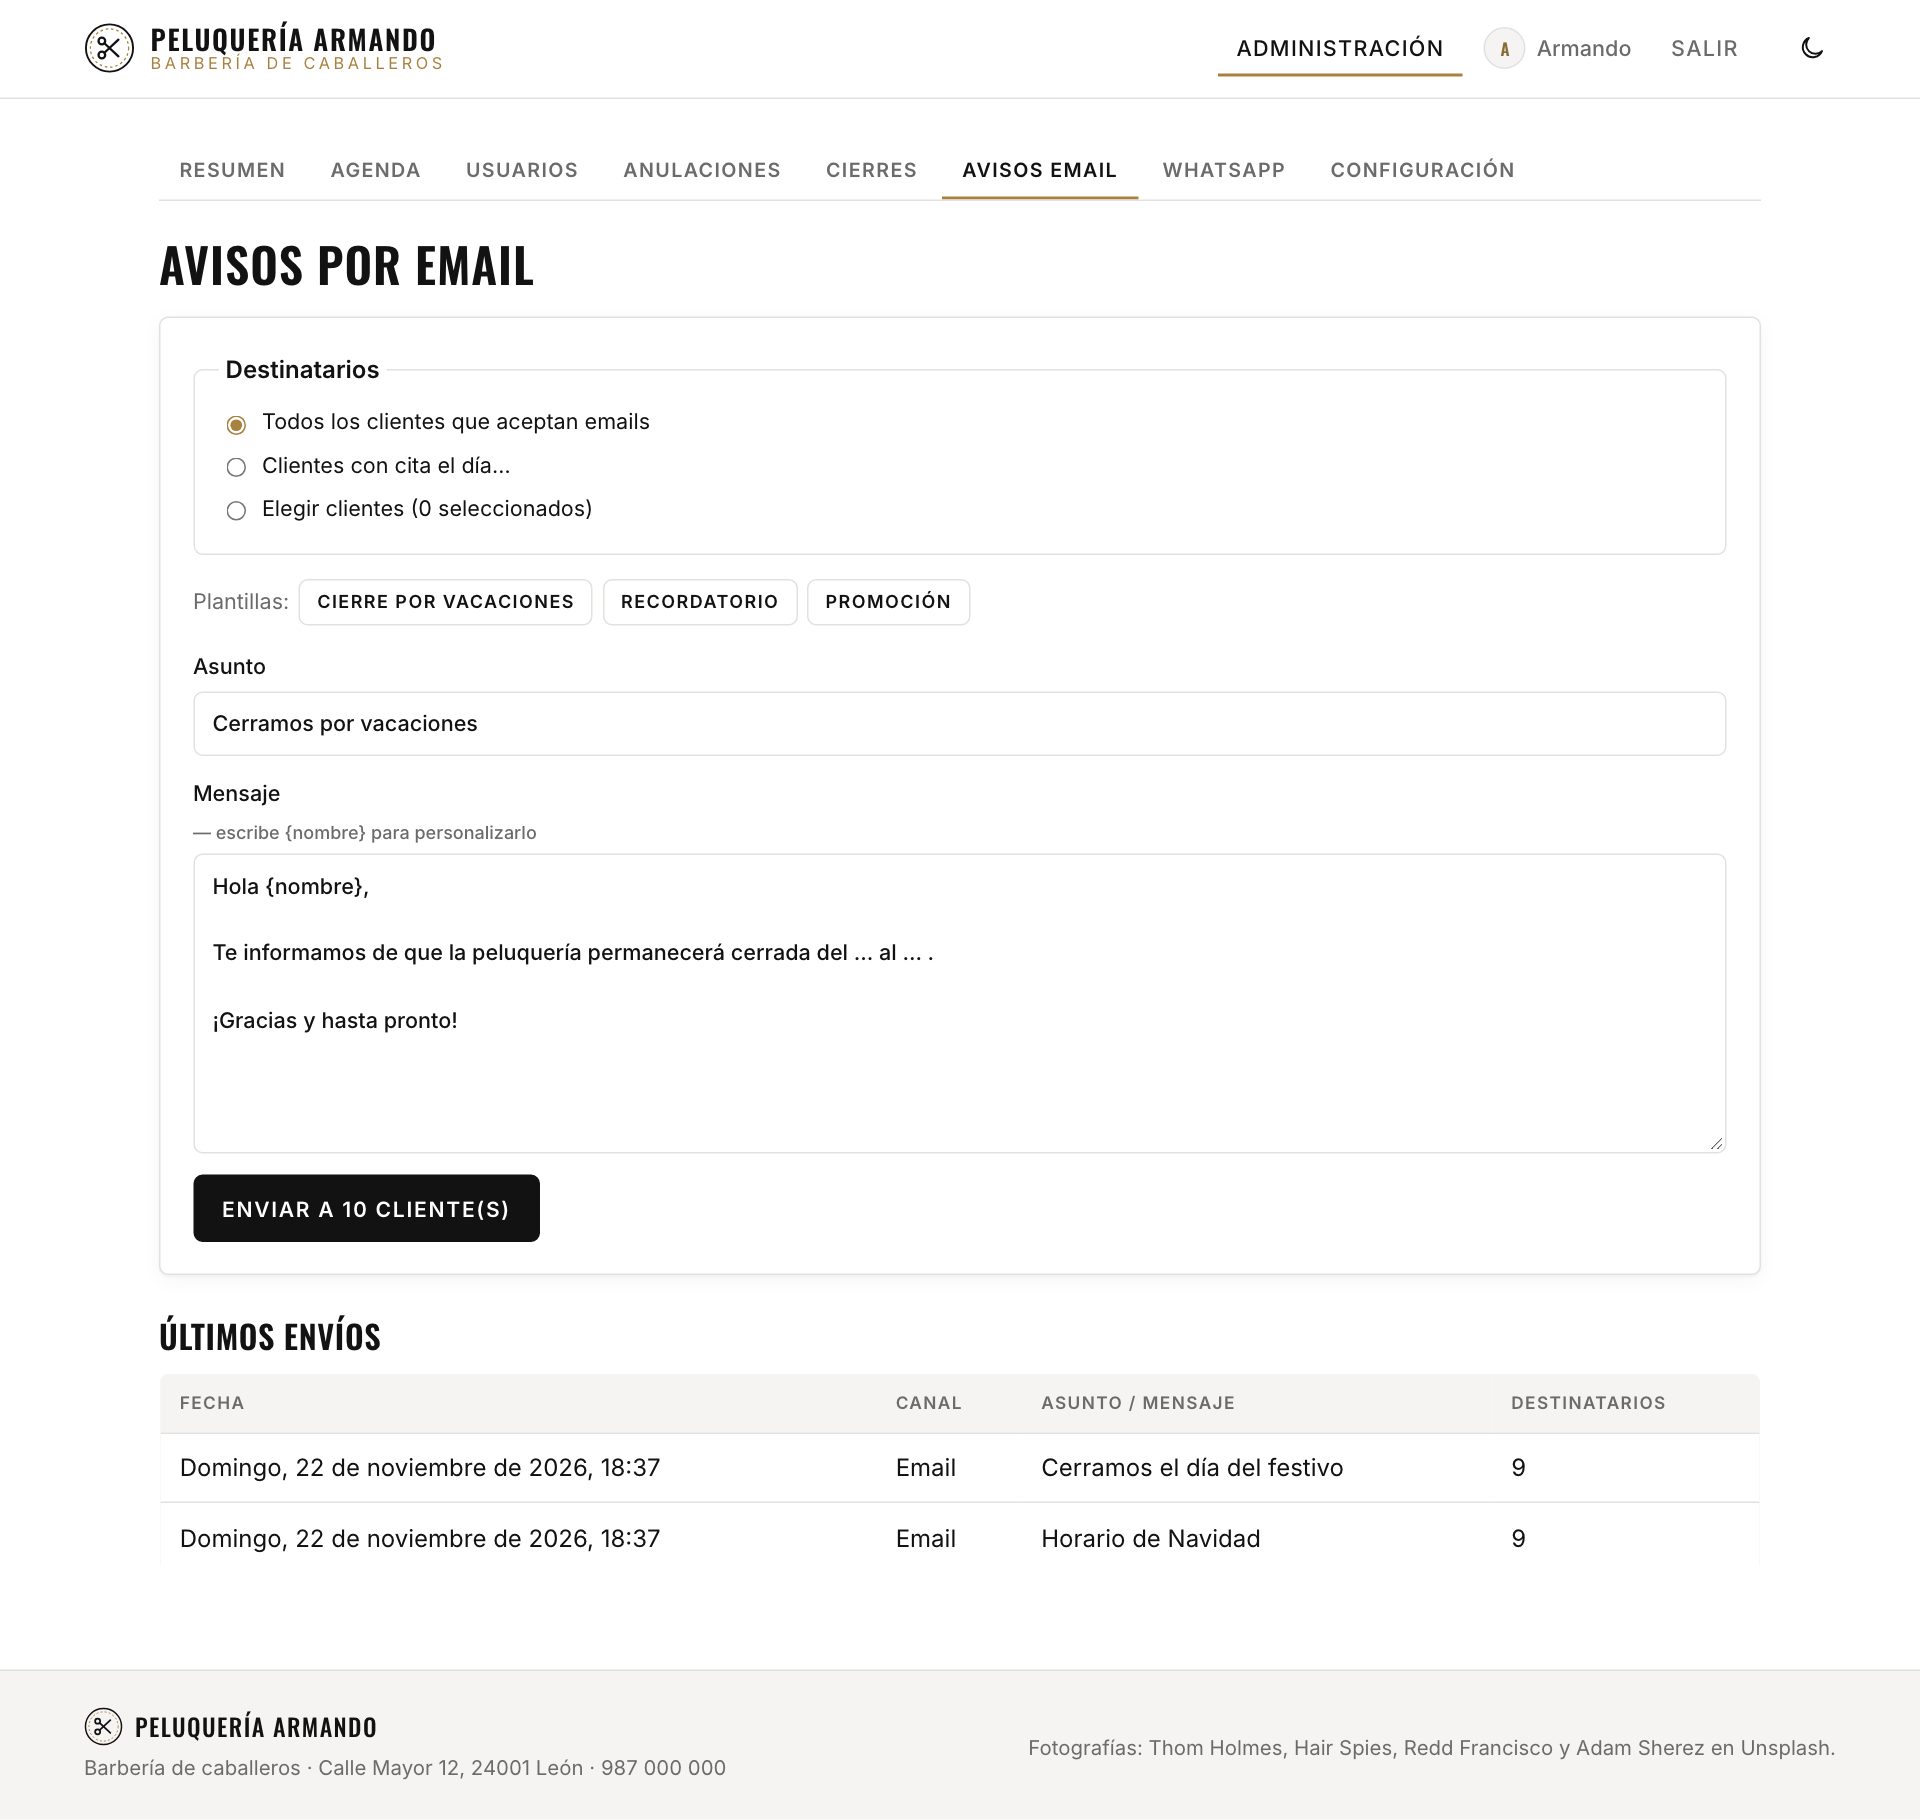 PELUQUERÍA ARMANDO
BARBERÍA DE CABALLEROS
ADMINISTRACIÓN
A
Armando
SALIR
RESUMEN
AGENDA
USUARIOS
ANULACIONES
CIERRES
AVISOS EMAIL
WHATSAPP
CONFIGURACIÓN
AVISOS POR EMAIL
Destinatarios
Todos los clientes que aceptan emails
Clientes con cita el día...
Elegir clientes (0 seleccionados)
Plantillas: CIERRE POR VACACIONES RECORDATORIO PROMOCIÓN
Asunto
Cerramos por vacaciones
Mensaje
— escribe {nombre} para personalizarlo
Hola {nombre},
Te informamos de que la peluquería permanecerá cerrada del ... al ... .
¡Gracias y hasta pronto!
ENVIAR A 10 CLIENTE(S)
ÚLTIMOS ENVÍOS
FECHA CANAL ASUNTO / MENSAJE DESTINATARIOS
Domingo, 22 de noviembre de 2026, 18:37 Email Cerramos el día del festivo 9
Domingo, 22 de noviembre de 2026, 18:37 Email Horario de Navidad 9
PELUQUERÍA ARMANDO
Barbería de caballeros · Calle Mayor 12, 24001 León · 987 000 000
Fotografías: Thom Holmes, Hair Spies, Redd Francisco y Adam Sherez en Unsplash.